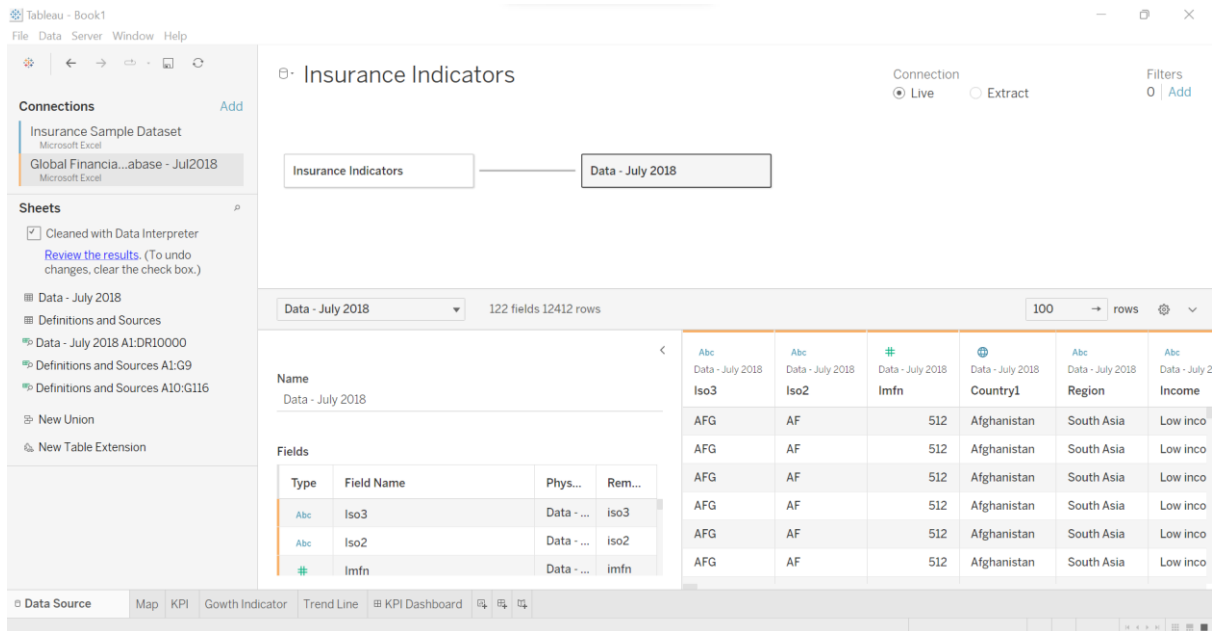 Tableau - Book1
File Data Server Window Help
Connections Add
Insurance Sample Dataset
Microsoft Excel
Global Financia...abase - Jul2018
Microsoft Excel
Sheets
Cleaned with Data Interpreter
Review the results. (To undo
changes, clear the check box.)
Data - July 2018
Definitions and Sources
Data - July 2018 A1:DR10000
Definitions and Sources A1:G9
Definitions and Sources A10:G116
New Union
New Table Extension
Insurance Indicators
Connection
Live Extract
Filters
0 Add
Insurance Indicators
Data - July 2018
Data - July 2018 122 fields 12412 rows 100 rows
Name
Data - July 2018
Fields
Type Field Name Phys... Rem...
Abc Iso3 Data - ... iso3
Abc Iso2 Data - ... iso2
# Imfn Data - ... imfn
Abc Abc # Abc Abc
Data - July 2018 Data - July 2018 Data - July 2018 Data - July 2018 Data - July 2018 Data - July 2
Iso3 Iso2 Imfn Country1 Region Income
AFG AF 512 Afghanistan South Asia Low inco
AFG AF 512 Afghanistan South Asia Low inco
AFG AF 512 Afghanistan South Asia Low inco
AFG AF 512 Afghanistan South Asia Low inco
AFG AF 512 Afghanistan South Asia Low inco
AFG AF 512 Afghanistan South Asia Low inco
Data Source Map KPI Gowth Indicator Trend Line KPI Dashboard